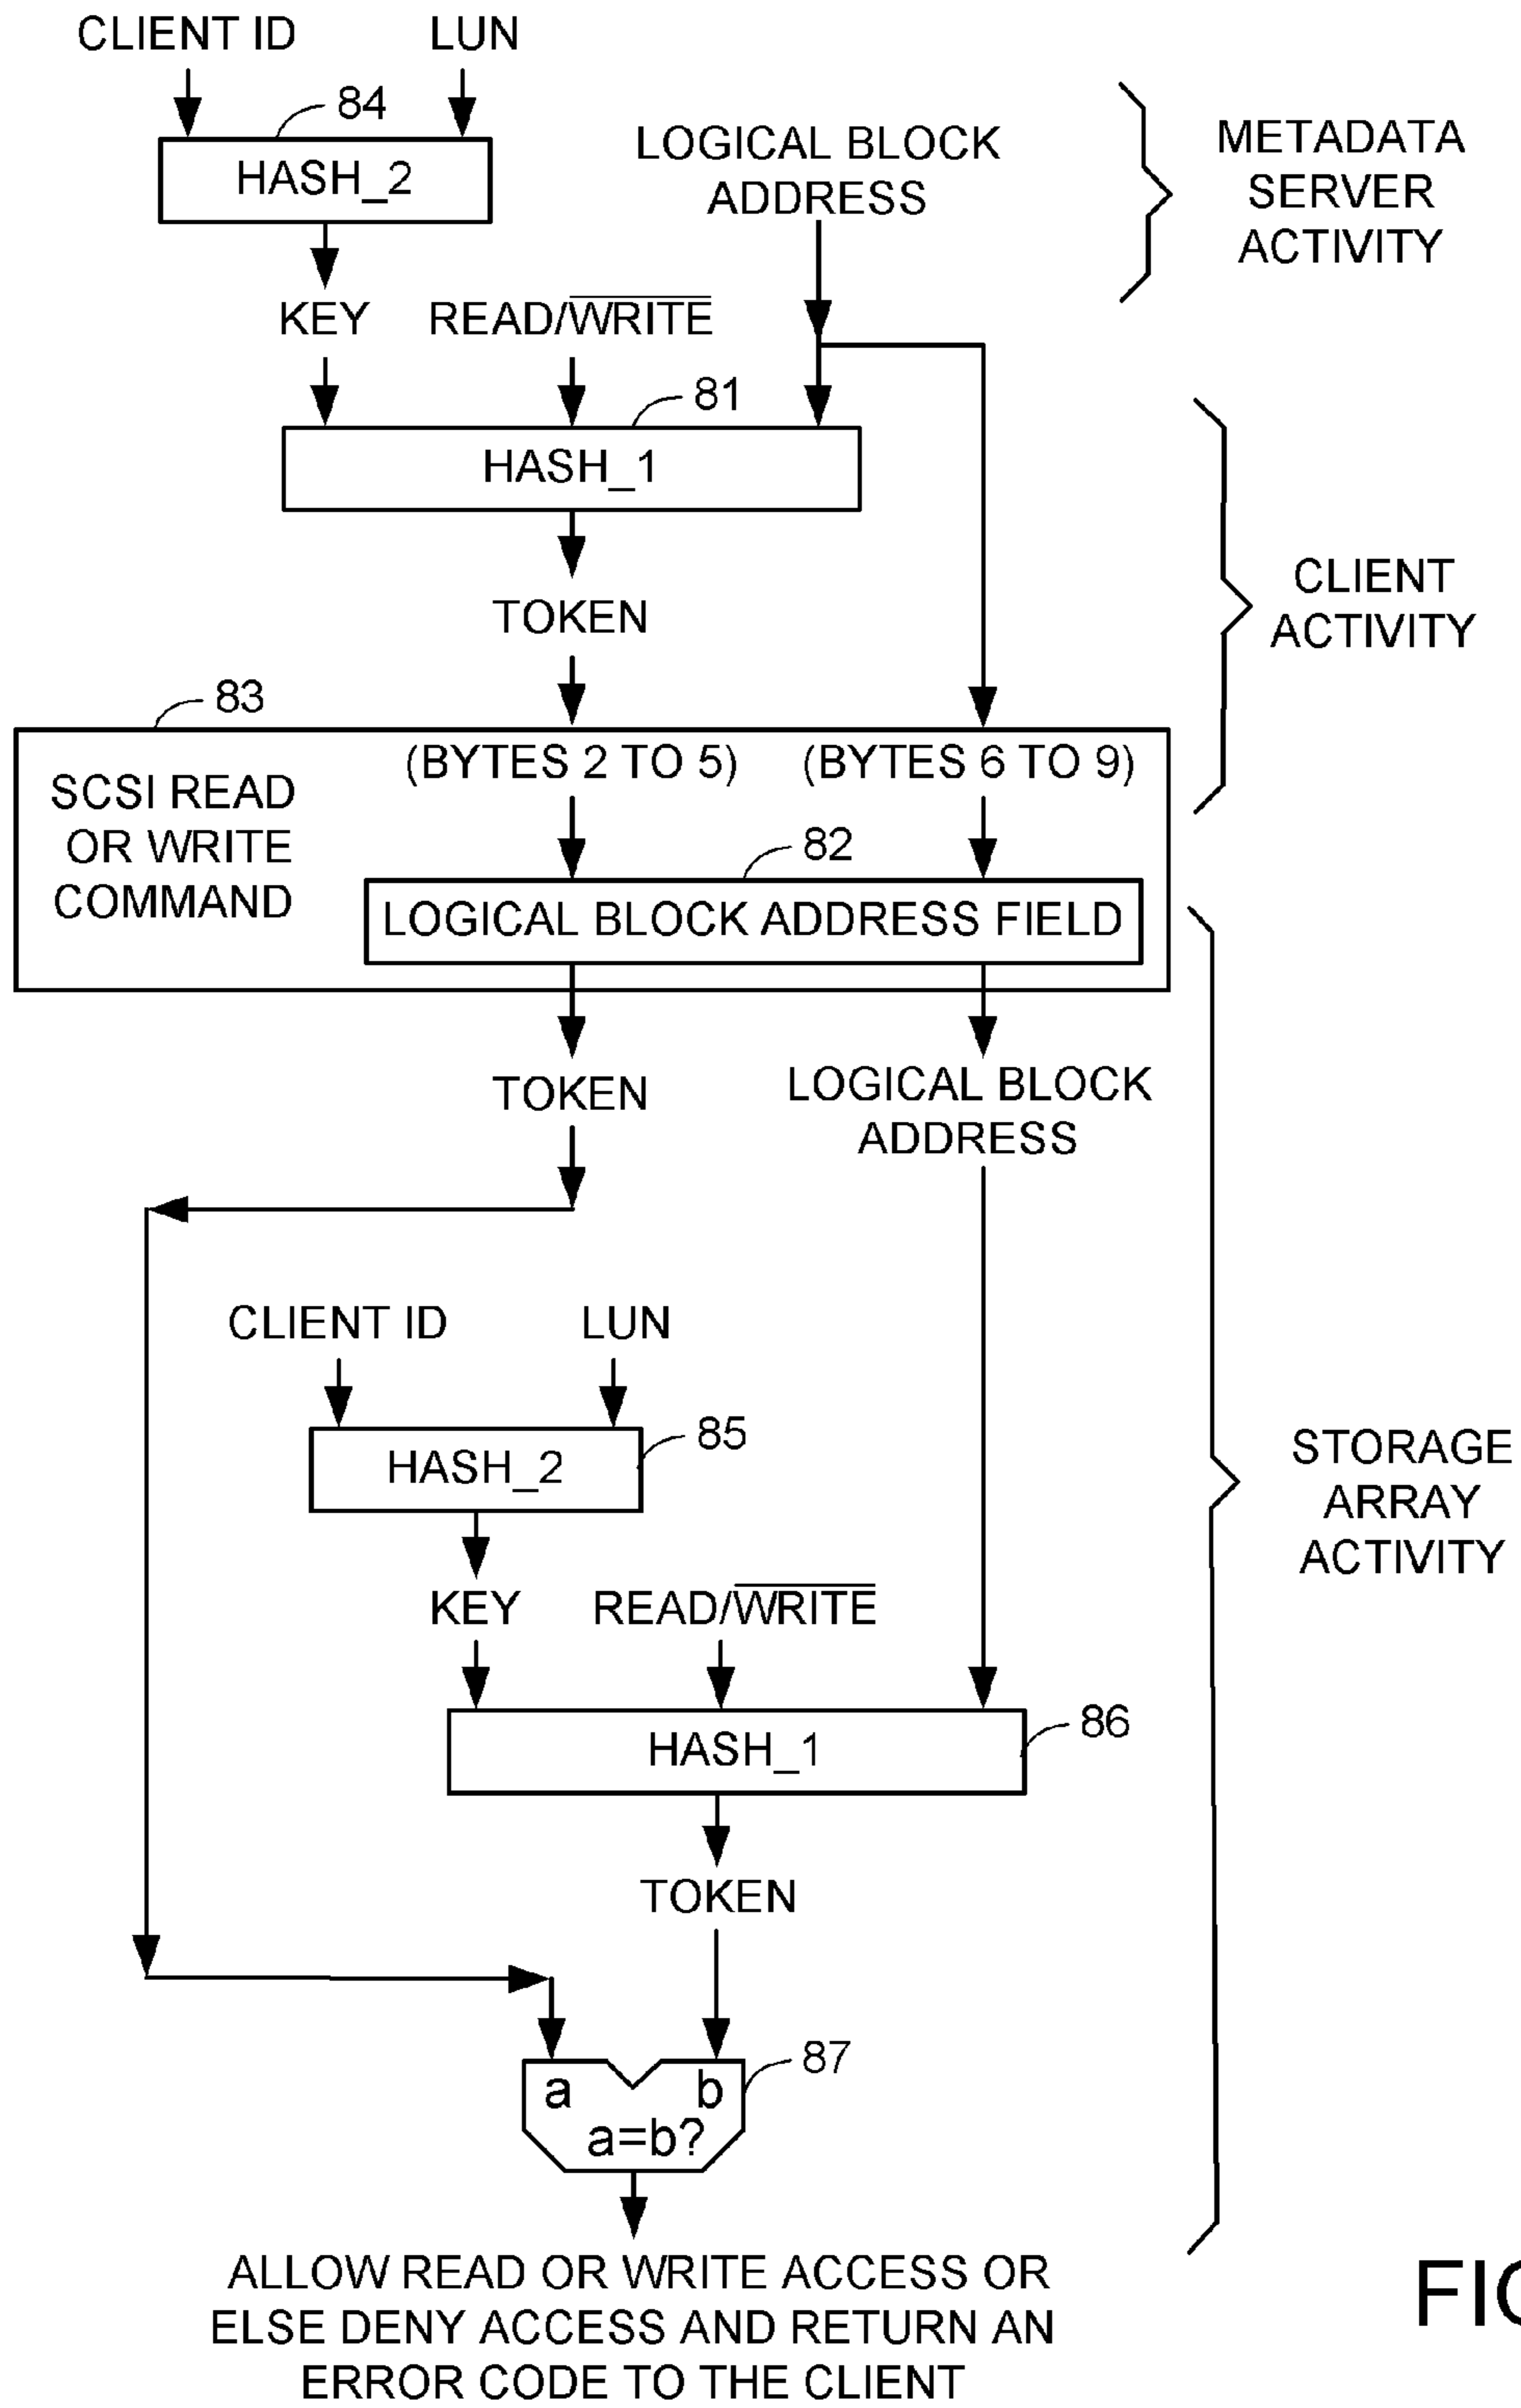 CLIENT ID
LUN
84
HASH_2
LOGICAL BLOCK
ADDRESS
METADATA
SERVER
ACTIVITY
KEY
READ/WRITE
81
HASH_1
TOKEN
CLIENT
ACTIVITY
83
SCSI READ
OR WRITE
COMMAND
(BYTES 2 TO 5)
(BYTES 6 TO 9)
82
LOGICAL BLOCK ADDRESS FIELD
TOKEN
LOGICAL BLOCK
ADDRESS
CLIENT ID
LUN
85
HASH_2
STORAGE
ARRAY
ACTIVITY
KEY
READ/WRITE
86
HASH_1
TOKEN
87
a
b
a=b?
ALLOW READ OR WRITE ACCESS OR
ELSE DENY ACCESS AND RETURN AN
ERROR CODE TO THE CLIENT